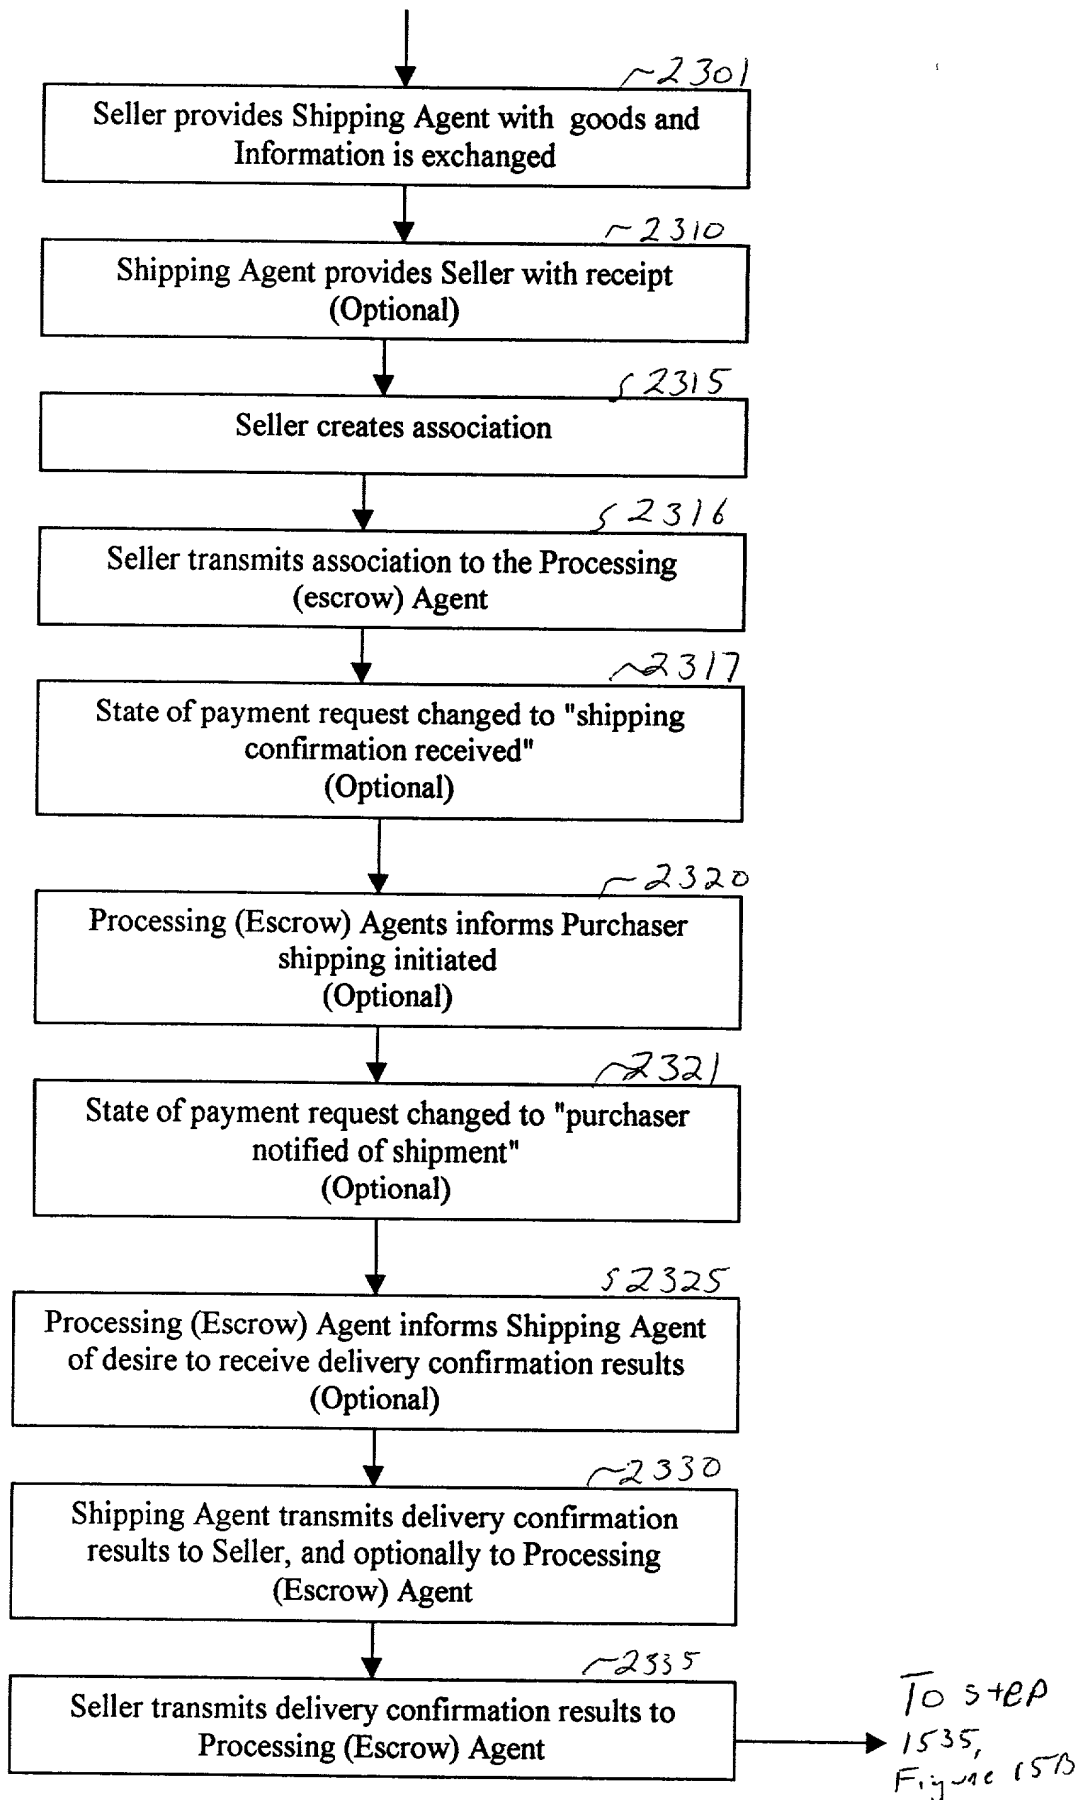 ~2301
Seller provides Shipping Agent with goods and
Information is exchanged
~2310
Shipping Agent provides Seller with receipt
(Optional)
2315
Seller creates association
2316
Seller transmits association to the Processing
(escrow) Agent
~2317
State of payment request changed to "shipping
confirmation received"
(Optional)
~2320
Processing (Escrow) Agents informs Purchaser
shipping initiated
(Optional)
~2321
State of payment request changed to "purchaser
notified of shipment"
(Optional)
2325
Processing (Escrow) Agent informs Shipping Agent
of desire to receive delivery confirmation results
(Optional)
~2330
Shipping Agent transmits delivery confirmation
results to Seller, and optionally to Processing
(Escrow) Agent
~2335
Seller transmits delivery confirmation results to
Processing (Escrow) Agent
To step
1535,
Figure 15B